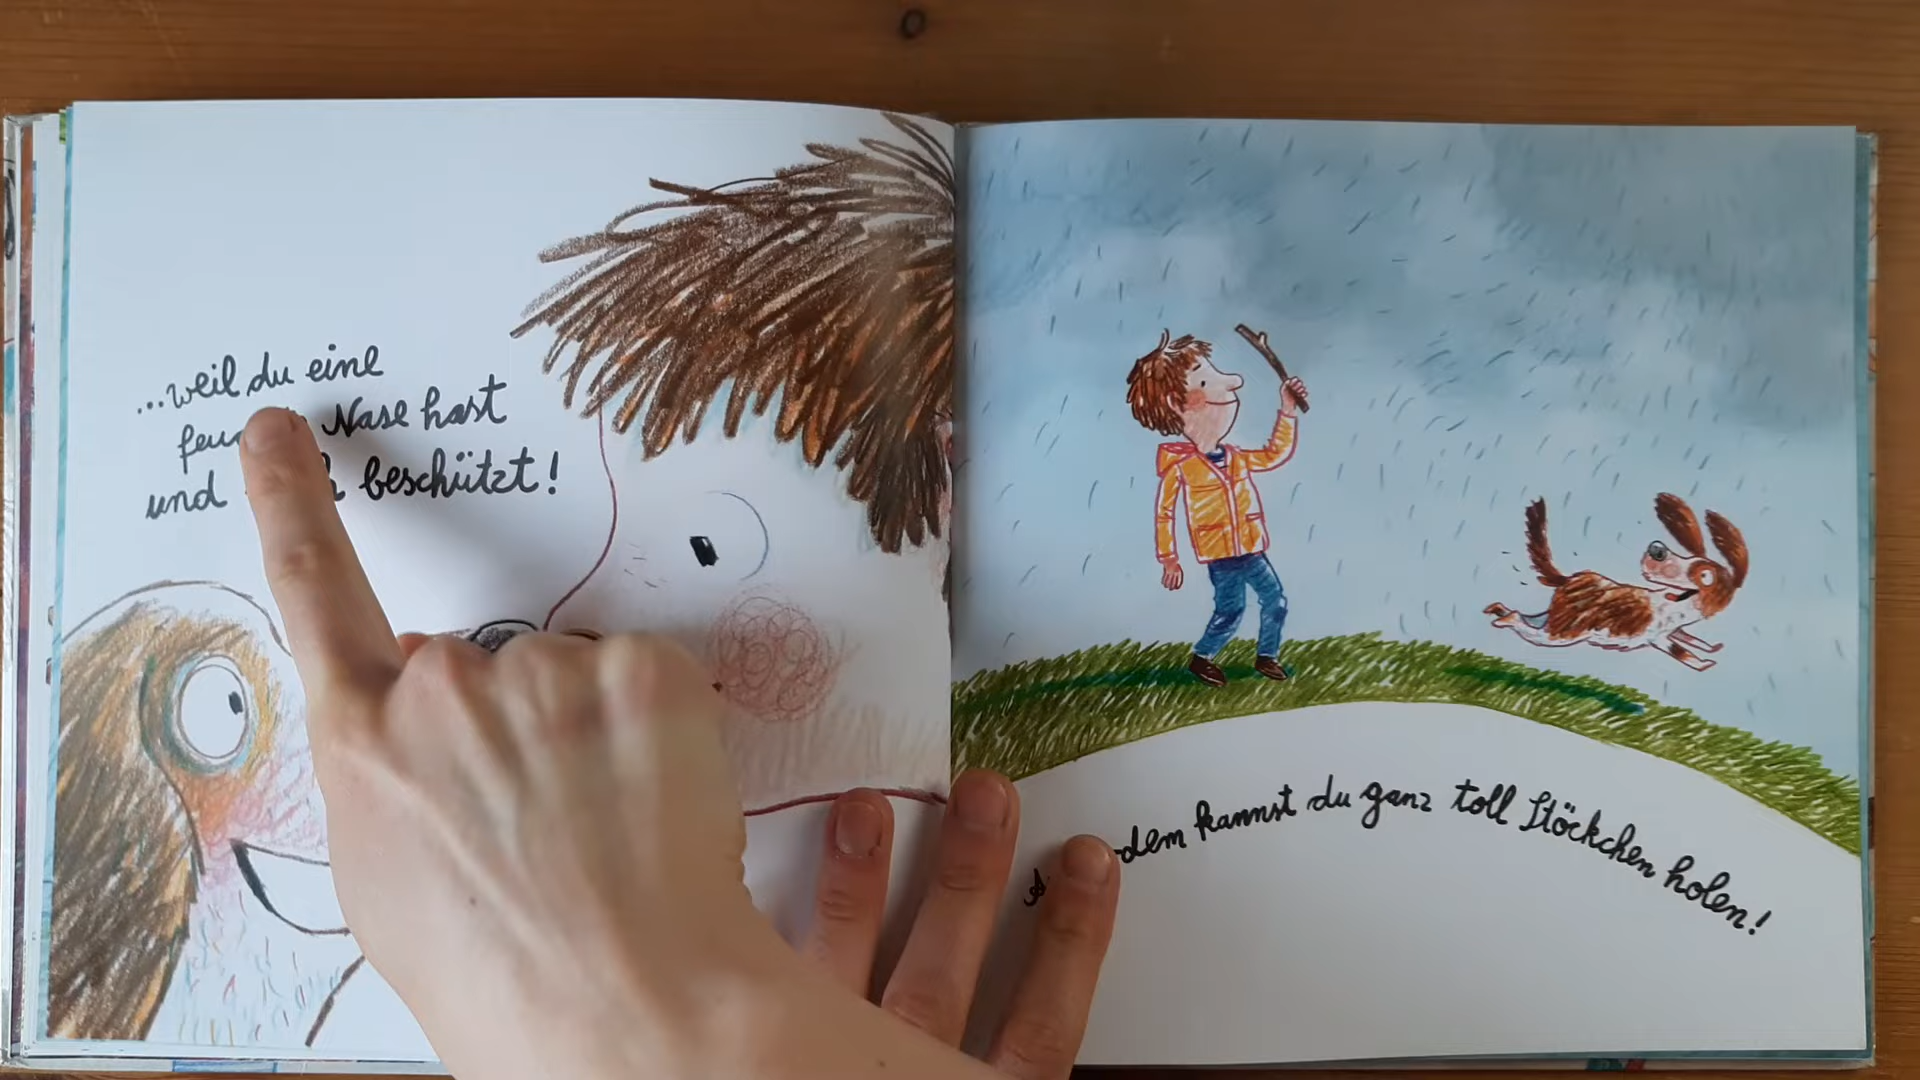 ...weil du eine
Nase hast
und beschützt!
kannst du ganz toll Stöckchen holen!